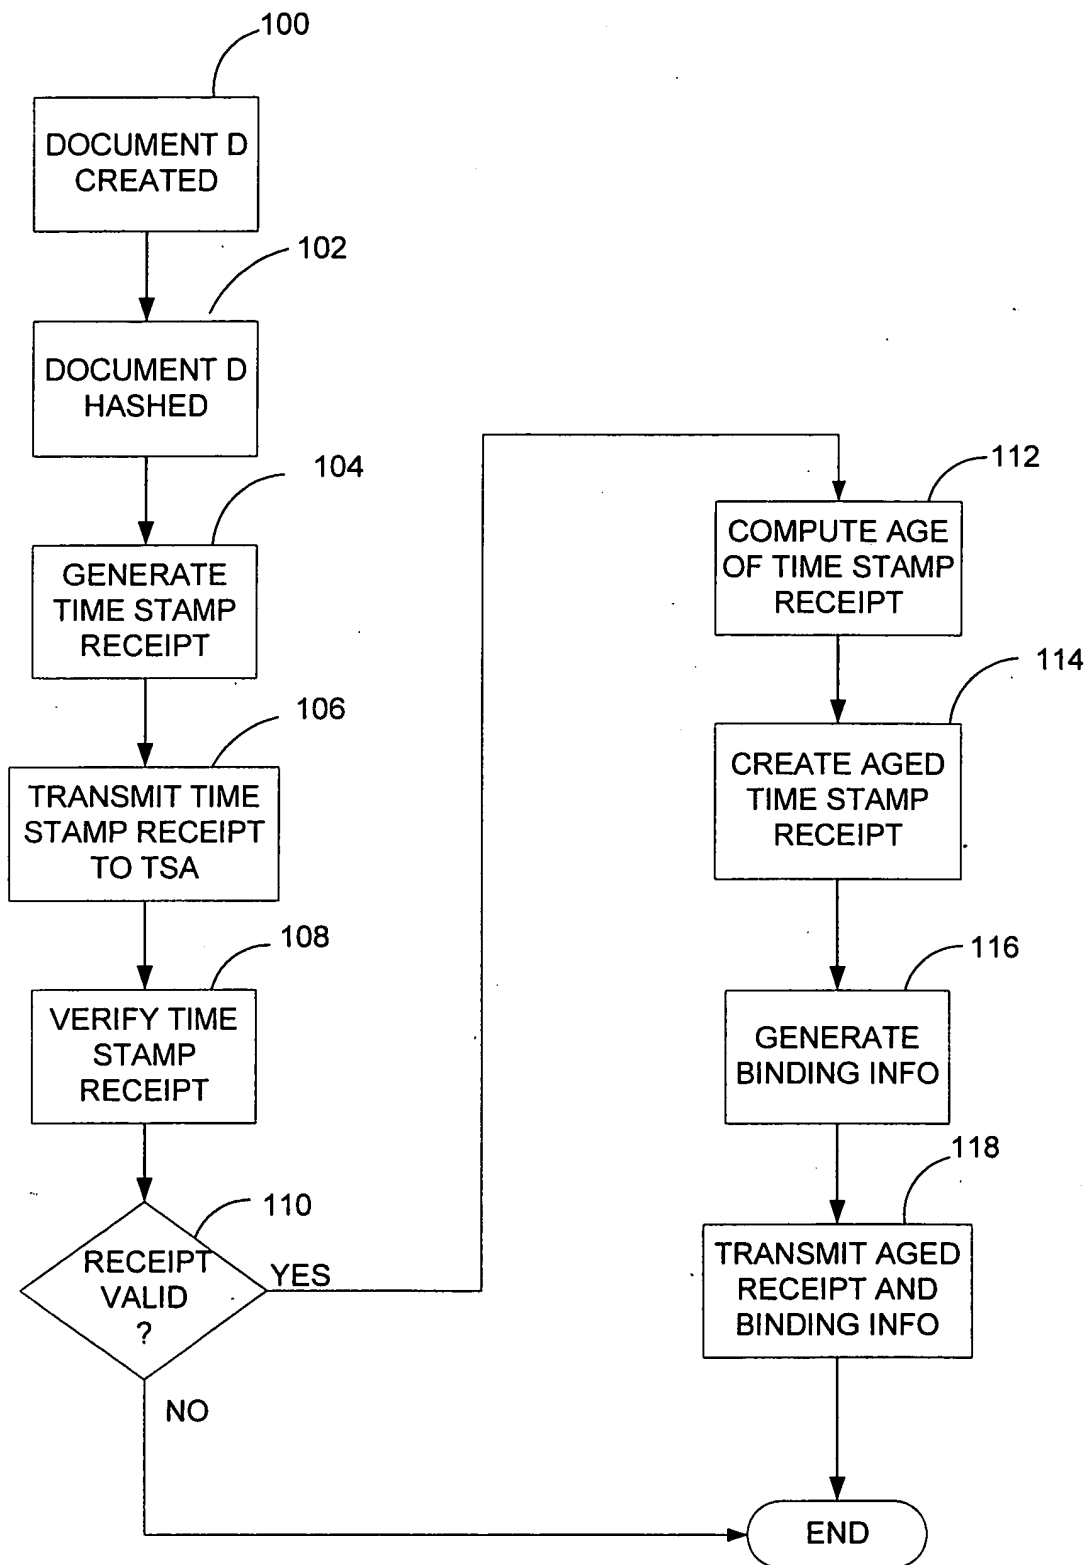 100
DOCUMENT D
CREATED
102
DOCUMENT D
HASHED
104
GENERATE
TIME STAMP
RECEIPT
106
TRANSMIT TIME
STAMP RECEIPT
TO TSA
108
VERIFY TIME
STAMP
RECEIPT
110
RECEIPT
VALID
?
YES
NO
112
COMPUTE AGE
OF TIME STAMP
RECEIPT
114
CREATE AGED
TIME STAMP
RECEIPT
116
GENERATE
BINDING INFO
118
TRANSMIT AGED
RECEIPT AND
BINDING INFO
END